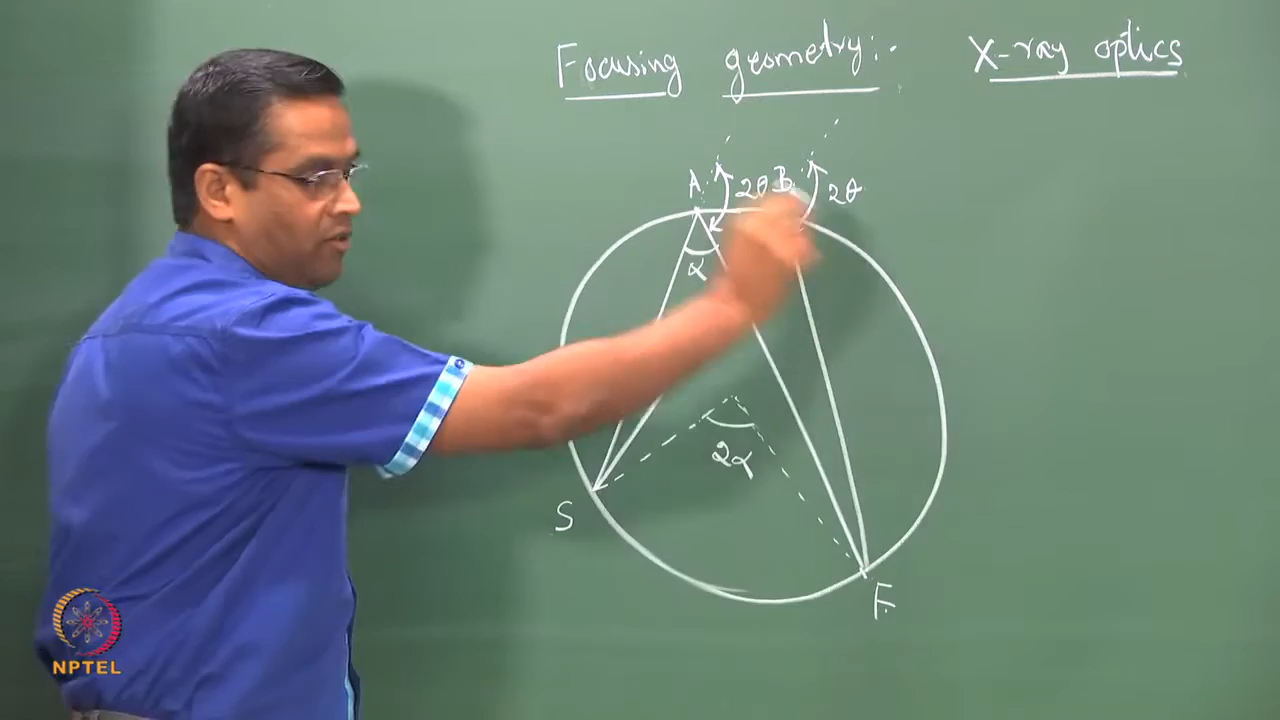 Focusing geometry:- X-ray optics
A 2θ B 2θ
α
2α
S
F
NPTEL